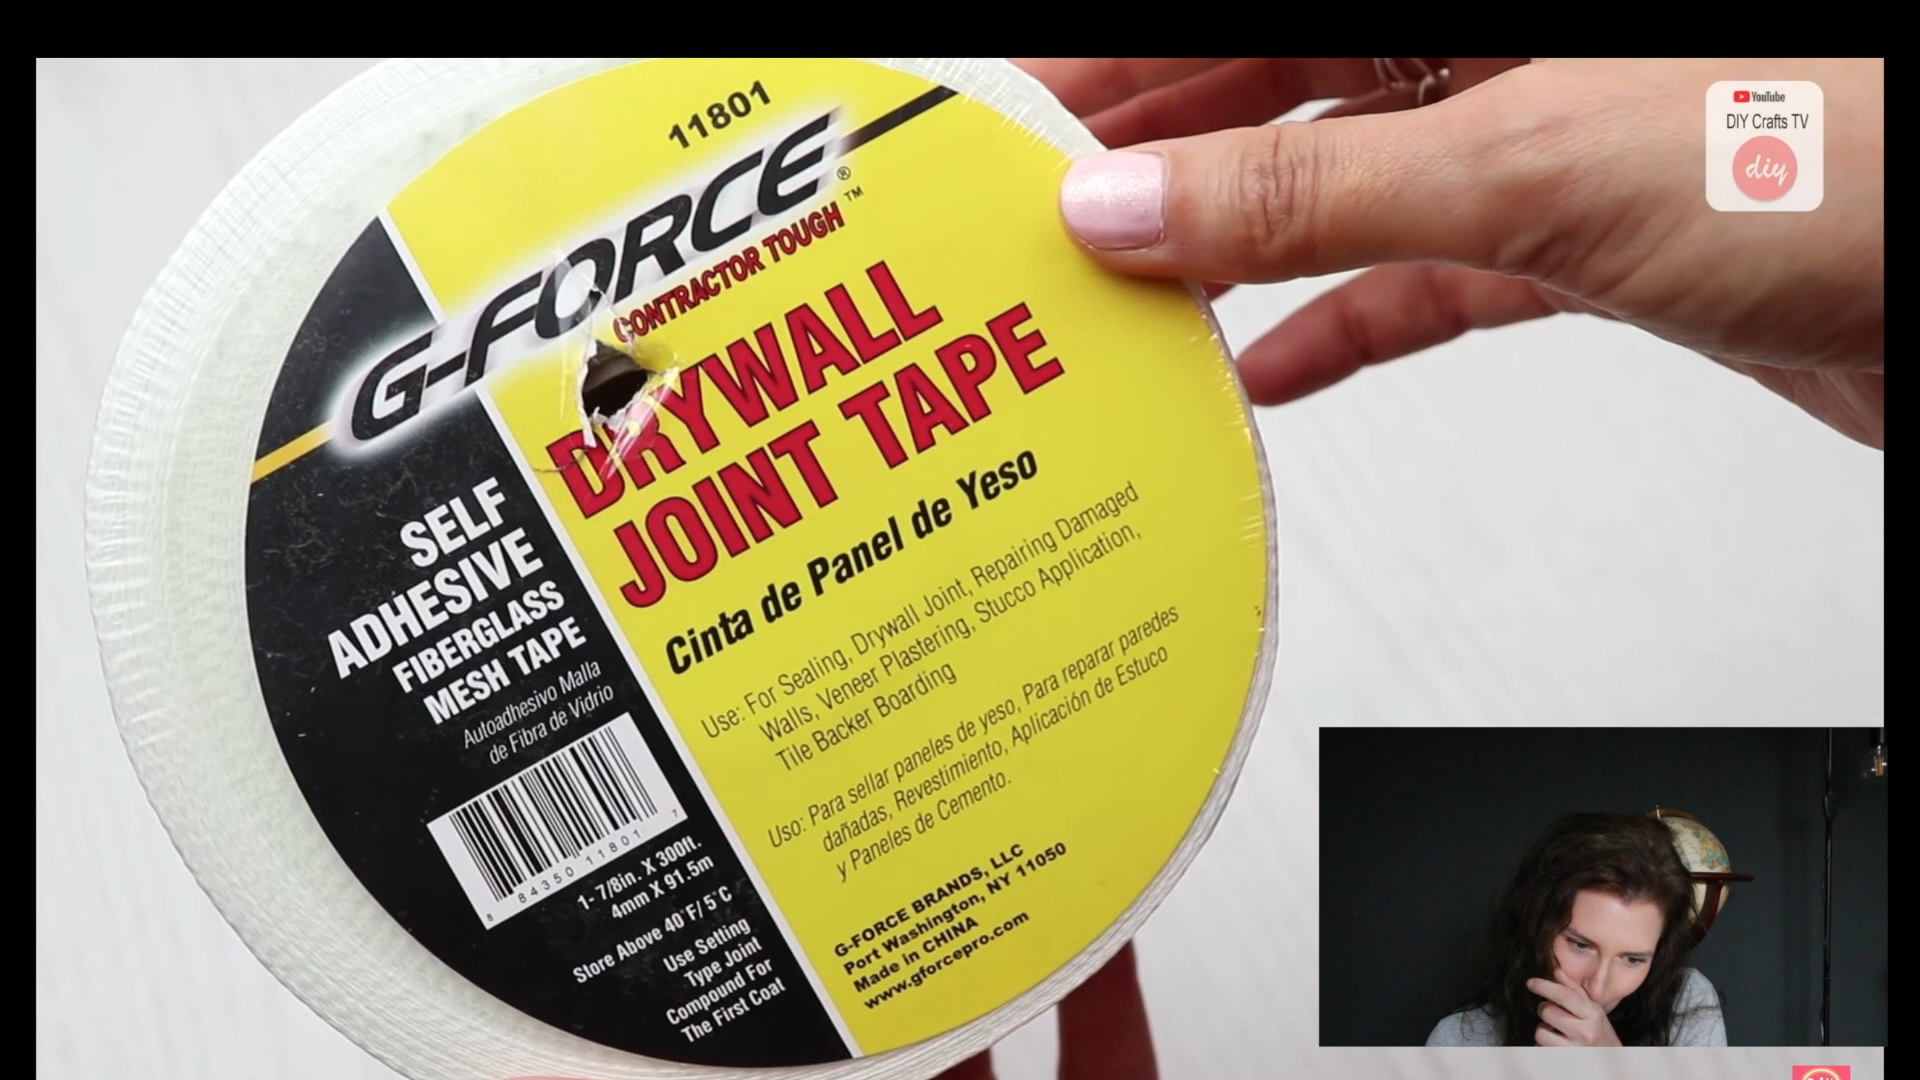 11801
G-FORCE®
CONTRACTOR TOUGH™
DRYWALL
JOINT TAPE
Cinta de Panel de Yeso
Use: For Sealing, Drywall Joint, Repairing Damaged
Walls, Veneer Plastering, Stucco Application,
Tile Backer Boarding
Uso: Para sellar paneles de yeso, Para reparar paredes
dañadas, Revestimiento, Aplicación de Estuco
y Paneles de Cemento.
G-FORCE BRANDS, LLC
Port Washington, NY 11050
Made in CHINA
www.gforcepro.com
SELF
ADHESIVE
FIBERGLASS
MESH TAPE
Autoadhesivo Malla
de Fibra de Vidrio
8 84350 11801 7
1- 7/8in. X 300ft.
4mm X 91.5m
Store Above 40°F/ 5°C
Use Setting
Type Joint
Compound For
The First Coat
YouTube
DIY Crafts TV
diy